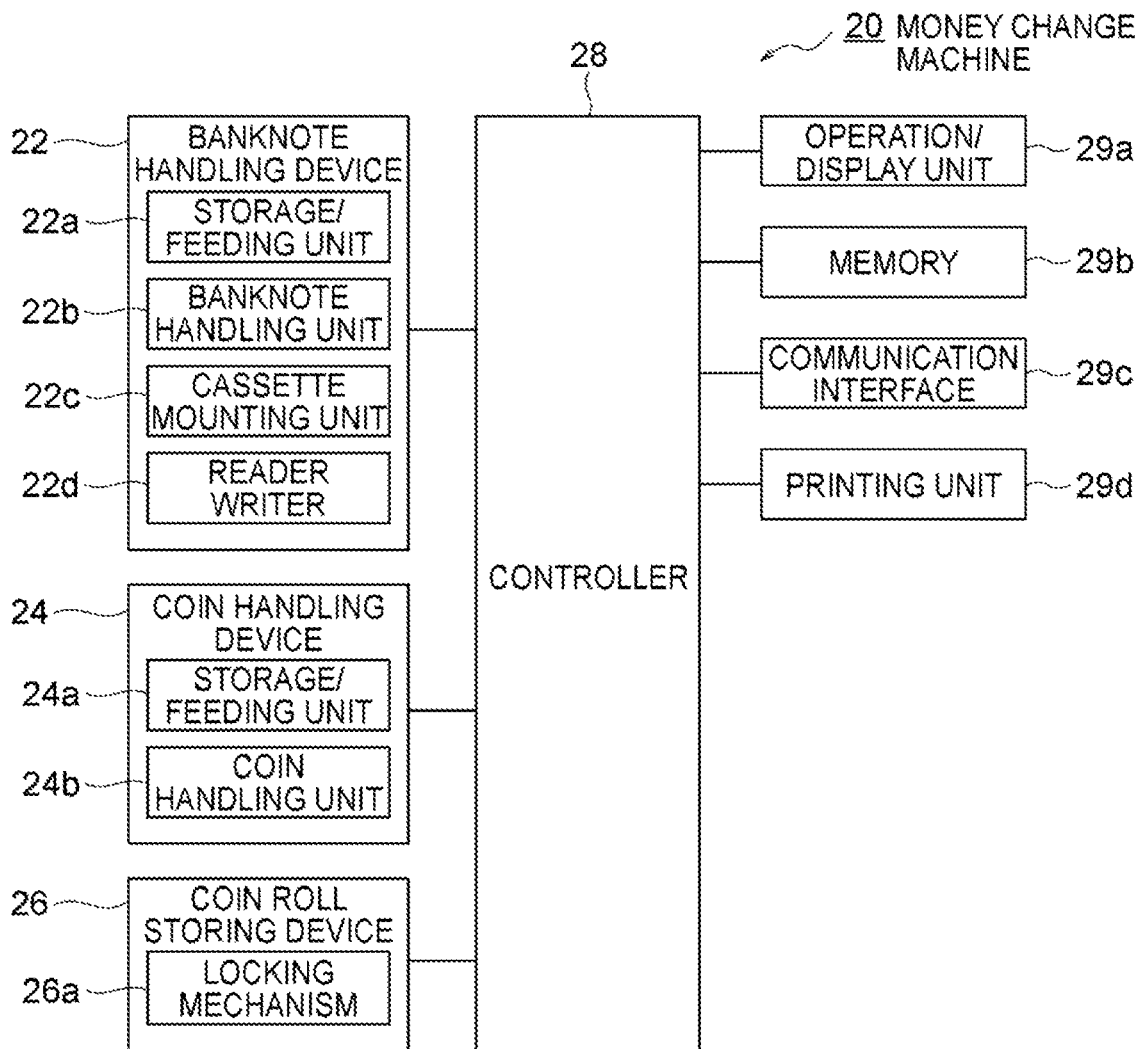 20 MONEY CHANGE
MACHINE
28
22
BANKNOTE
HANDLING DEVICE
22a
STORAGE/
FEEDING UNIT
22b
BANKNOTE
HANDLING UNIT
22c
CASSETTE
MOUNTING UNIT
22d
READER
WRITER
24
COIN HANDLING
DEVICE
24a
STORAGE/
FEEDING UNIT
24b
COIN
HANDLING UNIT
26
COIN ROLL
STORING DEVICE
26a
LOCKING
MECHANISM
CONTROLLER
OPERATION/
DISPLAY UNIT
29a
MEMORY
29b
COMMUNICATION
INTERFACE
29c
PRINTING UNIT
29d